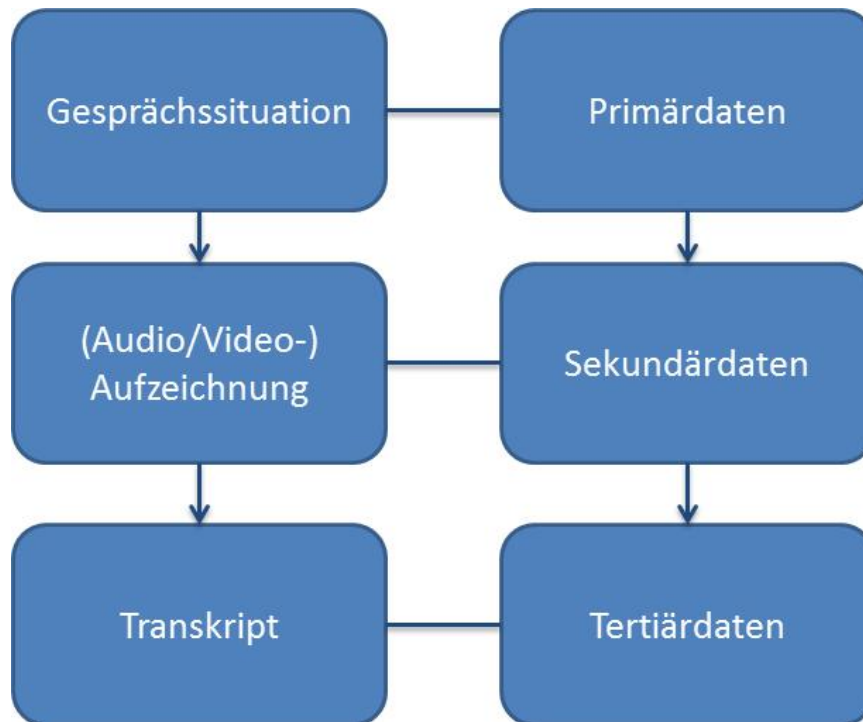 Gesprächssituation
Primärdaten
(Audio/Video-)
Aufzeichnung
Sekundärdaten
Transkript
Tertiärdaten